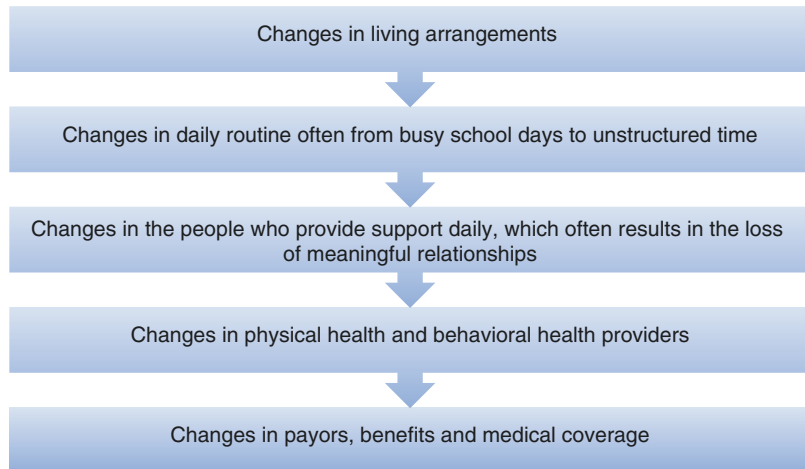 Changes in living arrangements
Changes in daily routine often from busy school days to unstructured time
Changes in the people who provide support daily, which often results in the loss
of meaningful relationships
Changes in physical health and behavioral health providers
Changes in payors, benefits and medical coverage